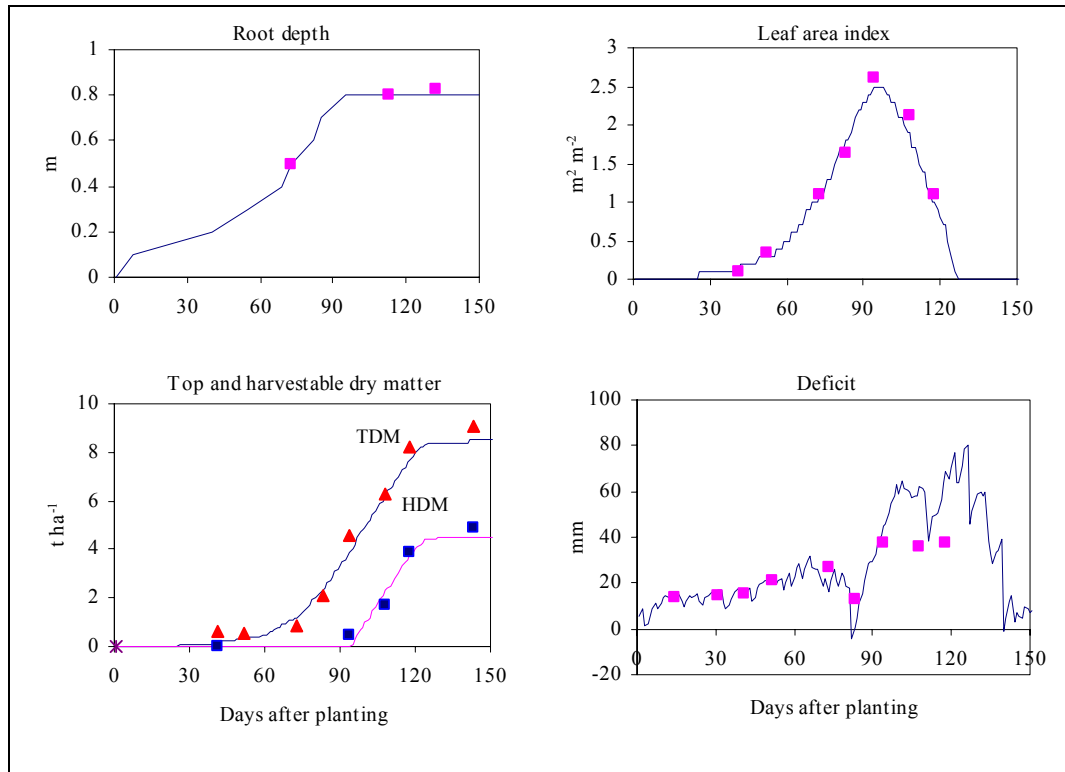 Root depth
1
0.8
0.6
0.4
0.2
0
m
0 30 60 90 120 150
Leaf area index
3
2.5
2
1.5
1
0.5
0
m² m⁻²
0 30 60 90 120 150
Top and harvestable dry matter
10
8
6
4
2
0
t ha⁻¹
TDM
HDM
0 30 60 90 120 150
Days after planting
Deficit
100
80
60
40
20
0
-20
mm
0 30 60 90 120 150
Days after planting